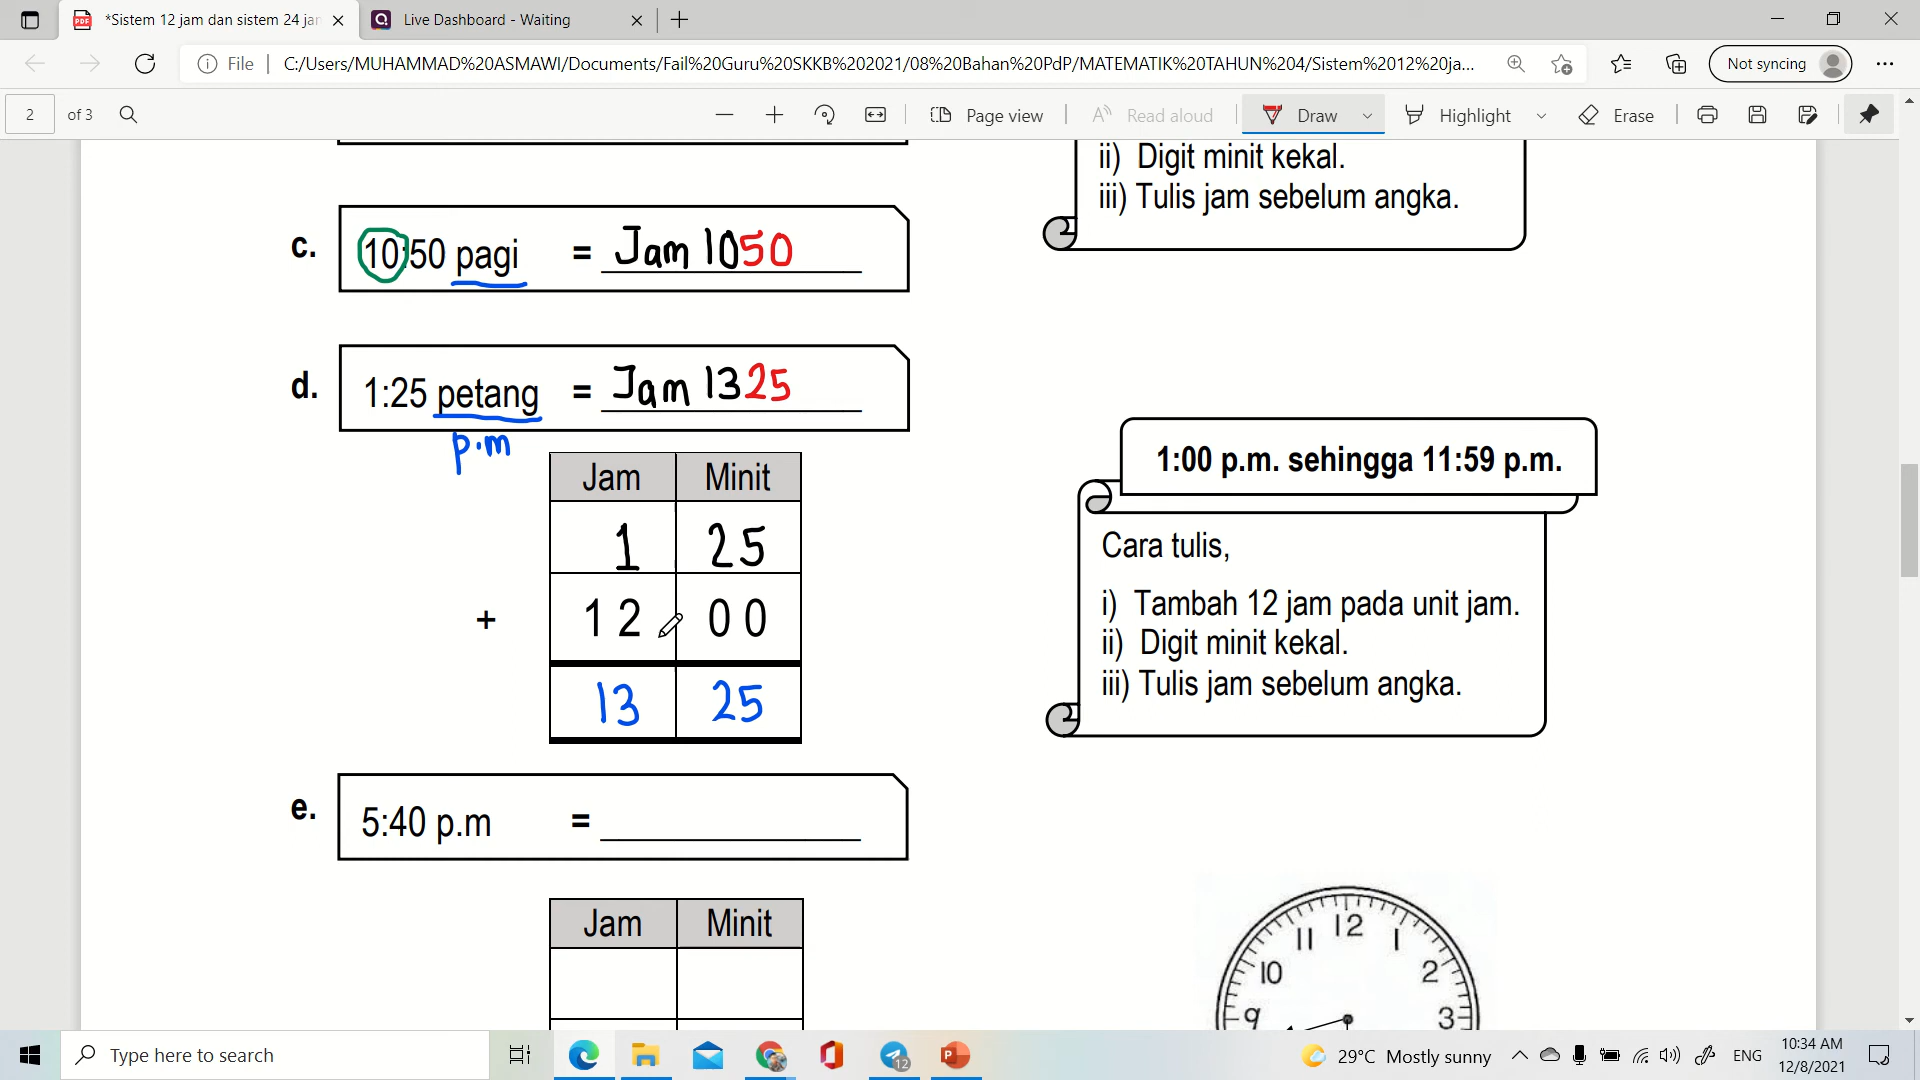 *Sistem 12 jam dan sistem 24 jan
Live Dashboard - Waiting
File
C:/Users/MUHAMMAD%20ASMAWI/Documents/Fail%20Guru%20SKKB%202021/08%20Bahan%20PdP/MATEMATIK%20TAHUN%204/Sistem%2012%20ja...
Not syncing
2 of 3
Page view
Read aloud
Draw
Highlight
Erase
ii) Digit minit kekal.
iii) Tulis jam sebelum angka.
c. 10:50 pagi = Jam 1050
d. 1:25 petang = Jam 1325
p.m
Jam Minit
1 25
+ 12 00
13 25
1:00 p.m. sehingga 11:59 p.m.
Cara tulis,
i) Tambah 12 jam pada unit jam.
ii) Digit minit kekal.
iii) Tulis jam sebelum angka.
e. 5:40 p.m = ____________
Jam Minit
12
11 1
10 2
9 3
Type here to search
12
29°C Mostly sunny
ENG
10:34 AM
12/8/2021